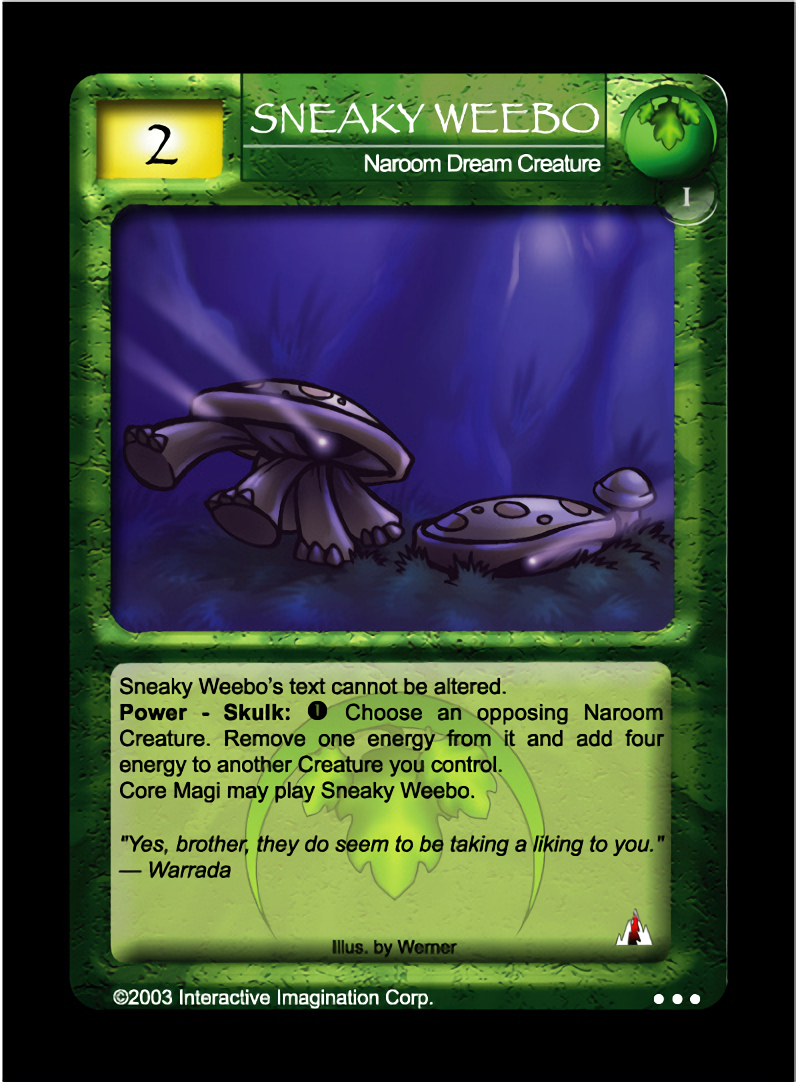 2
SNEAKY WEEBO
Naroom Dream Creature
I
Sneaky Weebo's text cannot be altered.
Power - Skulk: 1 Choose an opposing Naroom
Creature. Remove one energy from it and add four
energy to another Creature you control.
Core Magi may play Sneaky Weebo.
"Yes, brother, they do seem to be taking a liking to you."
— Warrada
Illus. by Werner
©2003 Interactive Imagination Corp.